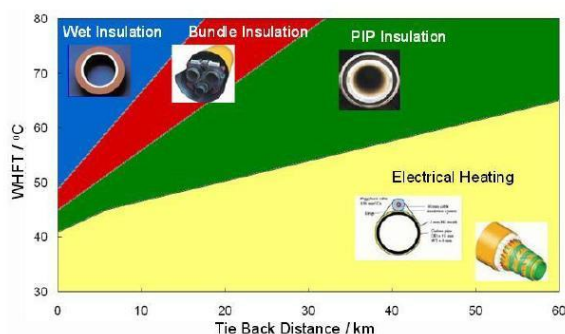 80
Wet Insulation
Bundle Insulation
PIP Insulation
70
60
50
40
30
WHFT / ⁰C
Electrical Heating
0
10
20
30
40
50
60
Tie Back Distance / km